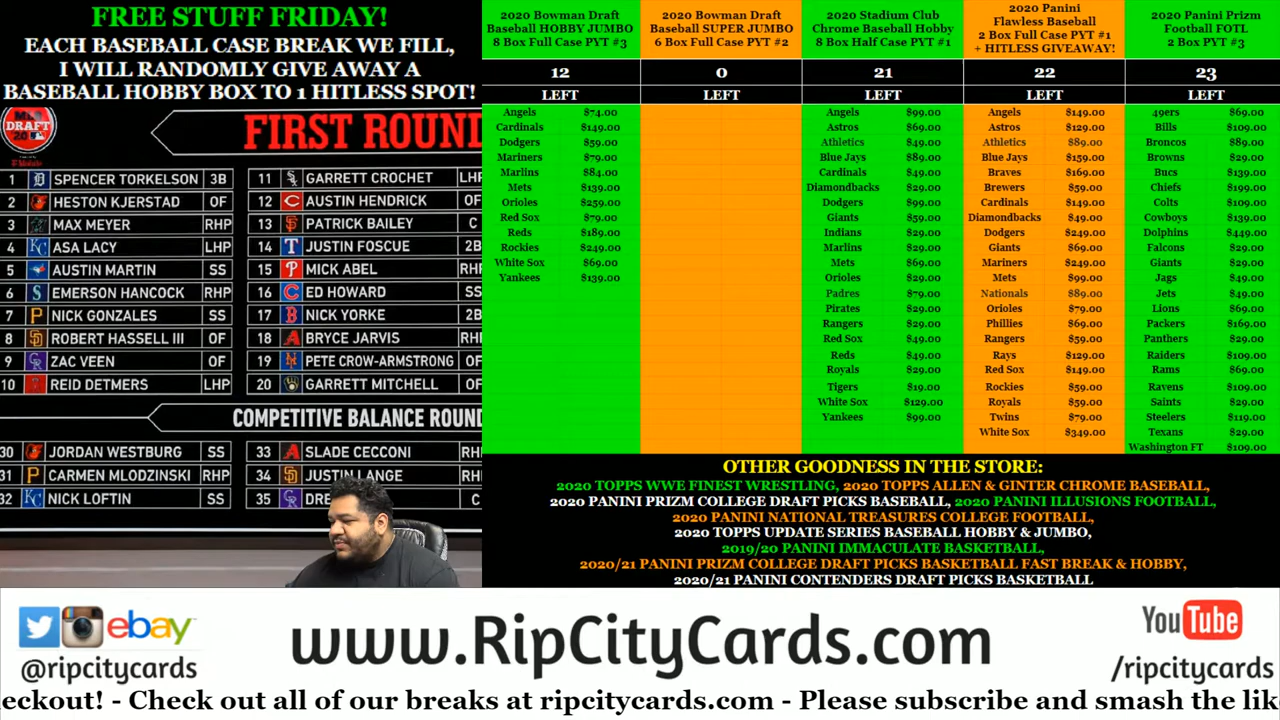 FREE STUFF FRIDAY!
EACH BASEBALL CASE BREAK WE FILL,
I WILL RANDOMLY GIVE AWAY A
BASEBALL HOBBY BOX TO 1 HITLESS SPOT!
DRAFT
FIRST ROUND
1 SPENCER TORKELSON 3B
2 HESTON KJERSTAD OF
3 MAX MEYER RHP
4 ASA LACY LHP
5 AUSTIN MARTIN SS
6 EMERSON HANCOCK RHP
7 NICK GONZALES SS
8 ROBERT HASSELL III OF
9 ZAC VEEN OF
10 REID DETMERS LHP
11 GARRETT CROCHET LHP
12 AUSTIN HENDRICK OF
13 PATRICK BAILEY C
14 JUSTIN FOSCUE 2B
15 MICK ABEL RH
16 ED HOWARD SS
17 NICK YORKE 2B
18 BRYCE JARVIS RH
19 PETE CROW-ARMSTRONG OF
20 GARRETT MITCHELL OF
COMPETITIVE BALANCE ROUN
30 JORDAN WESTBURG SS
31 CARMEN MLODZINSKI RHP
32 NICK LOFTIN SS
33 SLADE CECCONI RH
34 JUSTIN LANGE RH
35 DRE C
2020 Bowman Draft
Baseball HOBBY JUMBO
8 Box Full Case PYT #3
12
LEFT
Angels $74.00
Cardinals $149.00
Dodgers $59.00
Mariners $79.00
Marlins $84.00
Mets $139.00
Orioles $259.00
Red Sox $79.00
Reds $189.00
Rockies $249.00
White Sox $69.00
Yankees $139.00
2020 Bowman Draft
Baseball SUPER JUMBO
6 Box Full Case PYT #2
0
LEFT
2020 Stadium Club
Chrome Baseball Hobby
8 Box Half Case PYT #1
21
LEFT
Angels $99.00
Astros $69.00
Athletics $49.00
Blue Jays $89.00
Cardinals $49.00
Diamondbacks $29.00
Dodgers $99.00
Giants $59.00
Indians $29.00
Marlins $29.00
Mets $69.00
Orioles $29.00
Padres $79.00
Pirates $29.00
Rangers $29.00
Red Sox $49.00
Reds $49.00
Royals $29.00
Tigers $19.00
White Sox $129.00
Yankees $99.00
2020 Panini
Flawless Baseball
2 Box Full Case PYT #1
+ HITLESS GIVEAWAY!
22
LEFT
Angels $149.00
Astros $129.00
Athletics $89.00
Blue Jays $159.00
Braves $169.00
Brewers $59.00
Cardinals $149.00
Diamondbacks $49.00
Dodgers $249.00
Giants $69.00
Mariners $249.00
Mets $99.00
Nationals $89.00
Orioles $79.00
Phillies $69.00
Rangers $59.00
Rays $129.00
Red Sox $149.00
Rockies $59.00
Royals $59.00
Twins $79.00
White Sox $349.00
2020 Panini Prizm
Football FOTL
2 Box PYT #3
23
LEFT
49ers $69.00
Bills $109.00
Broncos $89.00
Browns $29.00
Bucs $139.00
Chiefs $199.00
Colts $109.00
Cowboys $139.00
Dolphins $449.00
Falcons $29.00
Giants $29.00
Jags $49.00
Jets $49.00
Lions $69.00
Packers $169.00
Panthers $29.00
Raiders $109.00
Rams $69.00
Ravens $109.00
Saints $29.00
Steelers $119.00
Texans $29.00
Washington FT $109.00
OTHER GOODNESS IN THE STORE:
2020 TOPPS WWE FINEST WRESTLING, 2020 TOPPS ALLEN & GINTER CHROME BASEBALL,
2020 PANINI PRIZM COLLEGE DRAFT PICKS BASEBALL, 2020 PANINI ILLUSIONS FOOTBALL,
2020 PANINI NATIONAL TREASURES COLLEGE FOOTBALL,
2020 TOPPS UPDATE SERIES BASEBALL HOBBY & JUMBO,
2019/20 PANINI IMMACULATE BASKETBALL,
2020/21 PANINI PRIZM COLLEGE DRAFT PICKS BASKETBALL FAST BREAK & HOBBY,
2020/21 PANINI CONTENDERS DRAFT PICKS BASKETBALL
ebay
@ripcitycards
www.RipCityCards.com
YouTube
/ripcitycards
eckout! - Check out all of our breaks at ripcitycards.com - Please subscribe and smash the lik